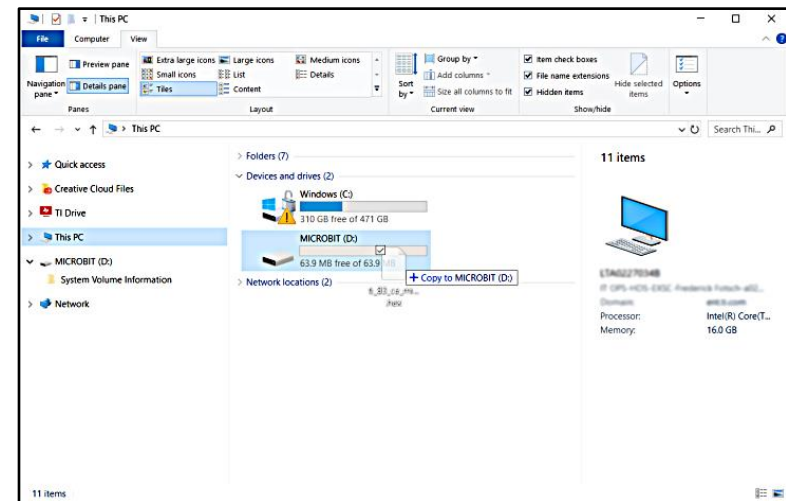 This PC
File Computer View
Navigation pane
Preview pane
Details pane
Panes
Extra large icons Large icons Medium icons
Small icons List Details
Tiles Content
Layout
Sort by
Group by
Add columns
Size all columns to fit
Current view
Item check boxes
File name extensions
Hidden items
Hide selected items
Show/hide
Options
This PC
Search Thi...
Quick access
Creative Cloud Files
TI Drive
This PC
MICROBIT (D:)
System Volume Information
Network
Folders (7)
Devices and drives (2)
Windows (C:)
310 GB free of 471 GB
MICROBIT (D:)
63.9 MB free of 63.9 MB
+ Copy to MICROBIT (D:)
Network locations (2)
.hex
11 items
Domain:
Processor: Intel(R) Core(T...
Memory: 16.0 GB
11 items